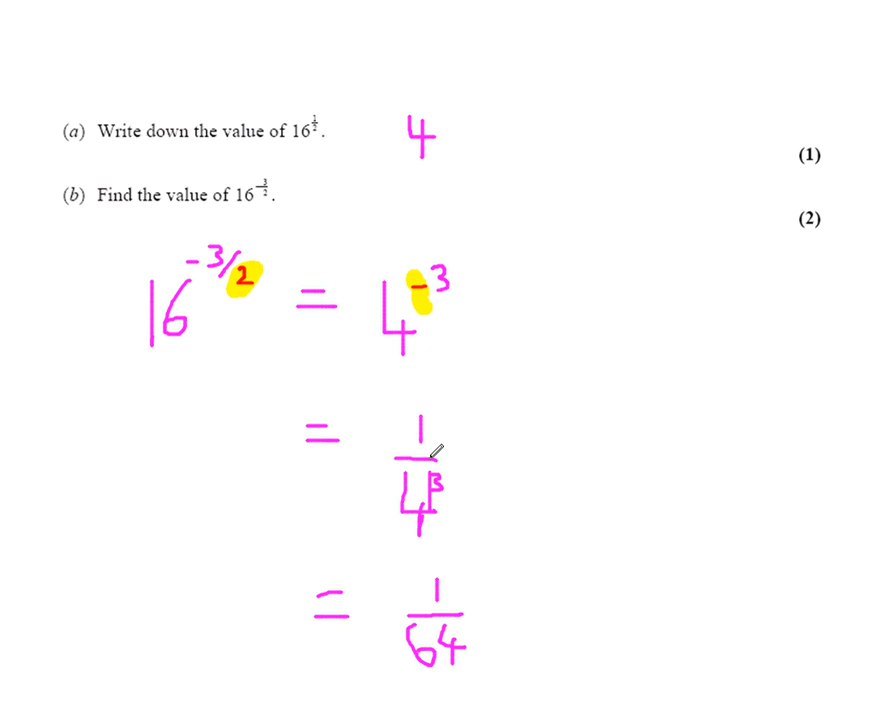 (a) Write down the value of 16^{1/2}. 4
(1)
(b) Find the value of 16^{-3/2}.
(2)
16^{-3/2} = 4^{-3}
= 1/4^3
= 1/64